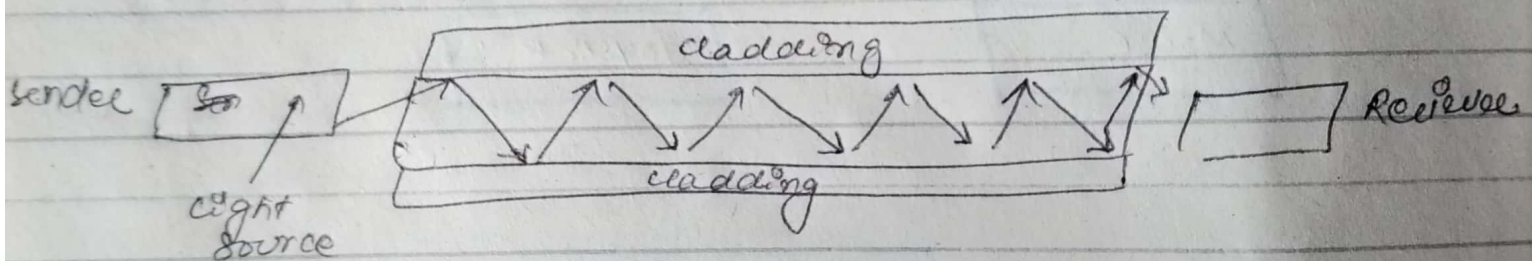 cladding
Sender
Reciever
cladding
light
source